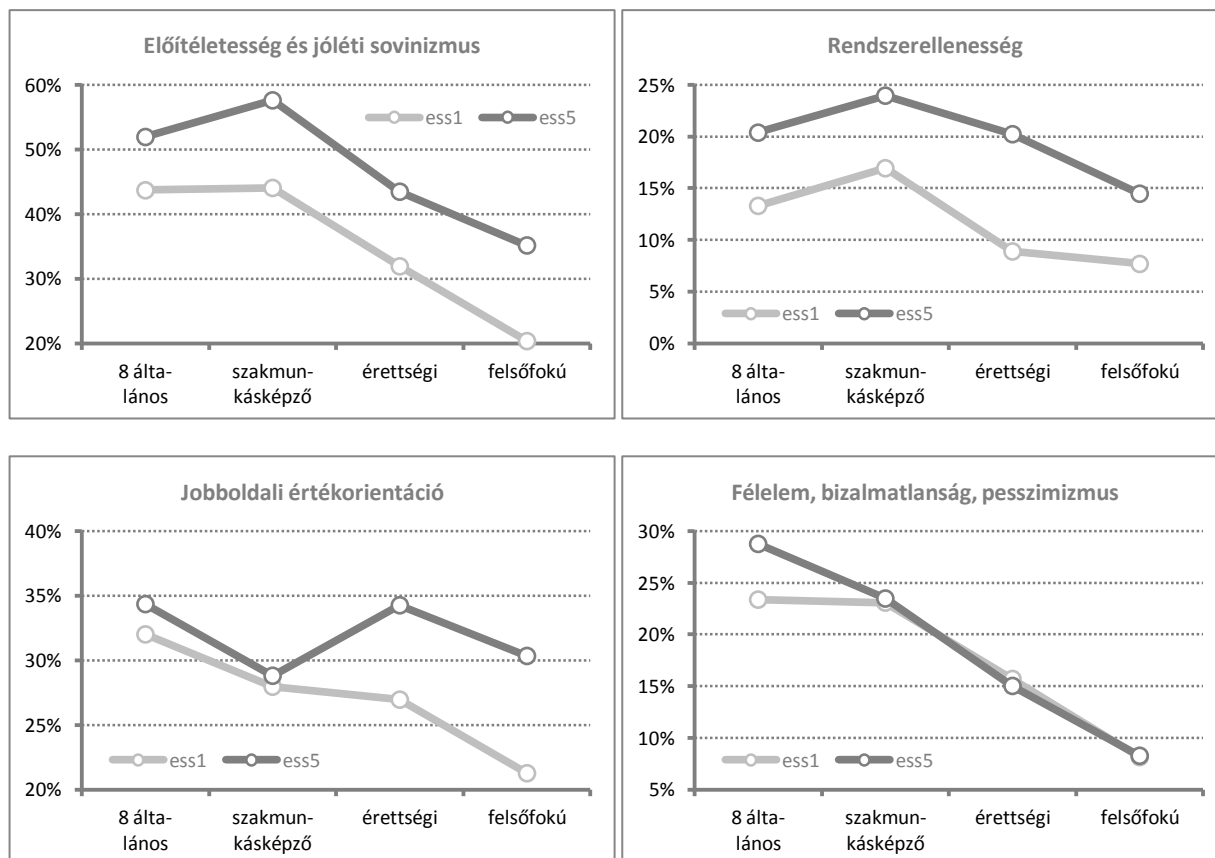 Előítéletesség és jóléti sovinizmus
60%
50%
40%
30%
20%
ess1 ess5
8 álta-
lános
szakmun-
kásképző
érettségi
felsőfokú
Rendszerellenesség
25%
20%
15%
10%
5%
0%
ess1 ess5
8 álta-
lános
szakmun-
kásképző
érettségi
felsőfokú
Jobboldali értékorientáció
40%
35%
30%
25%
20%
ess1 ess5
8 álta-
lános
szakmun-
kásképző
érettségi
felsőfokú
Félelem, bizalmatlanság, pesszimizmus
30%
25%
20%
15%
10%
5%
ess1 ess5
8 álta-
lános
szakmun-
kásképző
érettségi
felsőfokú